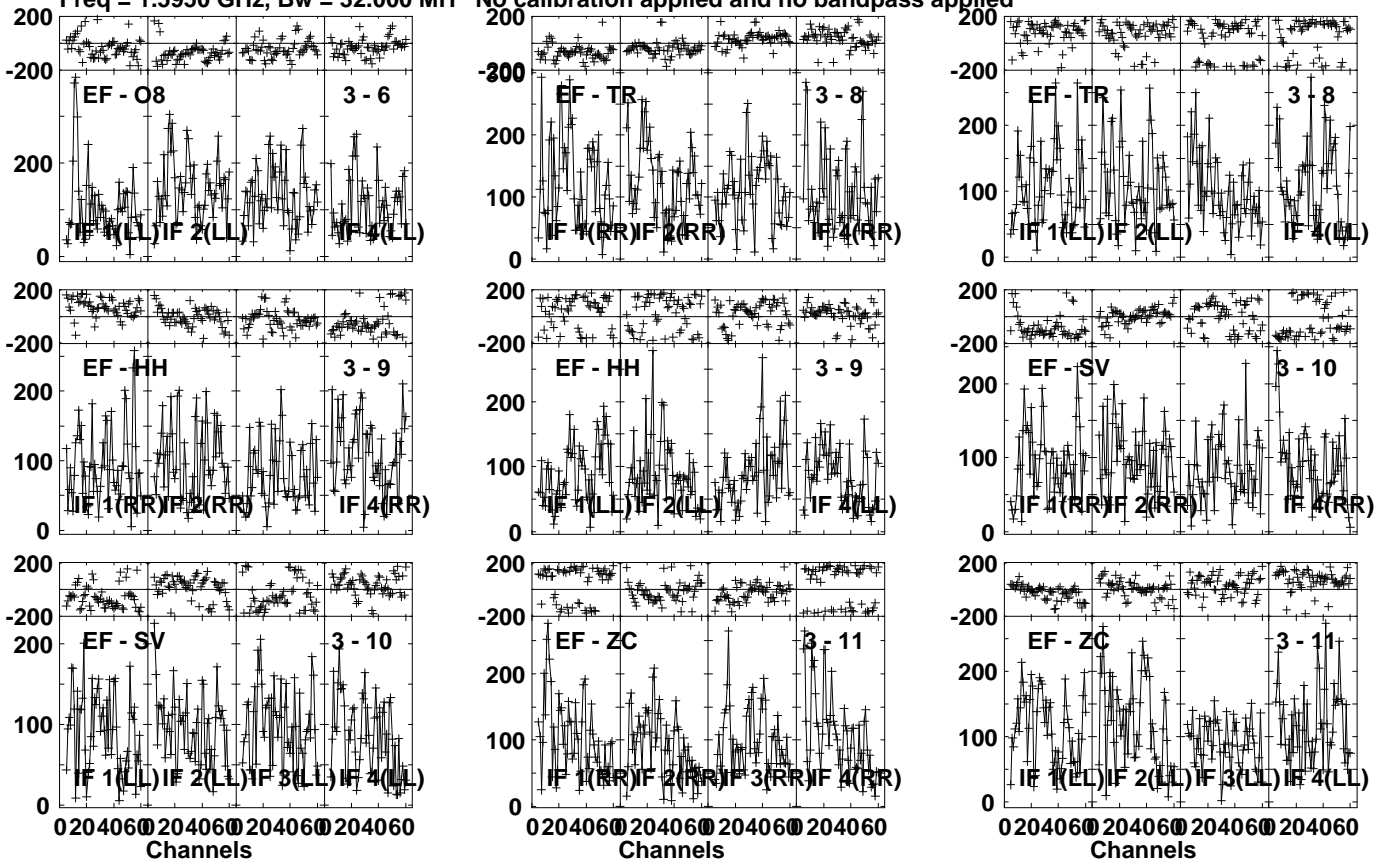 Freq = 1.5950 GHz, Bw = 32.000 MH No calibration applied and no bandpass applied
200
-200
EF - O8 3 - 6
200
100
0
IF 1(LL) IF 2(LL) IF 4(LL)
-200
300
EF - TR 3 - 8
200
100
0
IF 1(RR) IF 2(RR) IF 4(RR)
200
-200
EF - TR 3 - 8
200
100
0
IF 1(LL) IF 2(LL) IF 4(LL)
200
-200
EF - HH 3 - 9
200
100
0
IF 1(RR) IF 2(RR) IF 4(RR)
200
-200
EF - HH 3 - 9
200
100
0
IF 1(LL) IF 2(LL) IF 4(LL)
200
-200
EF - SV 3 - 10
200
100
0
IF 1(RR) IF 2(RR) IF 4(RR)
200
-200
EF - SV 3 - 10
200
100
0
IF 1(LL) IF 2(LL) IF 3(LL) IF 4(LL)
0 20 40 60 0 20 40 60 0 20 40 60 0 20 40 60
Channels
200
-200
EF - ZC 3 - 11
200
100
0
IF 1(RR) IF 2(RR) IF 3(RR) IF 4(RR)
0 20 40 60 0 20 40 60 0 20 40 60 0 20 40 60
Channels
200
-200
EF - ZC 3 - 11
200
100
0
IF 1(LL) IF 2(LL) IF 3(LL) IF 4(LL)
0 20 40 60 0 20 40 60 0 20 40 60 0 20 40 60
Channels